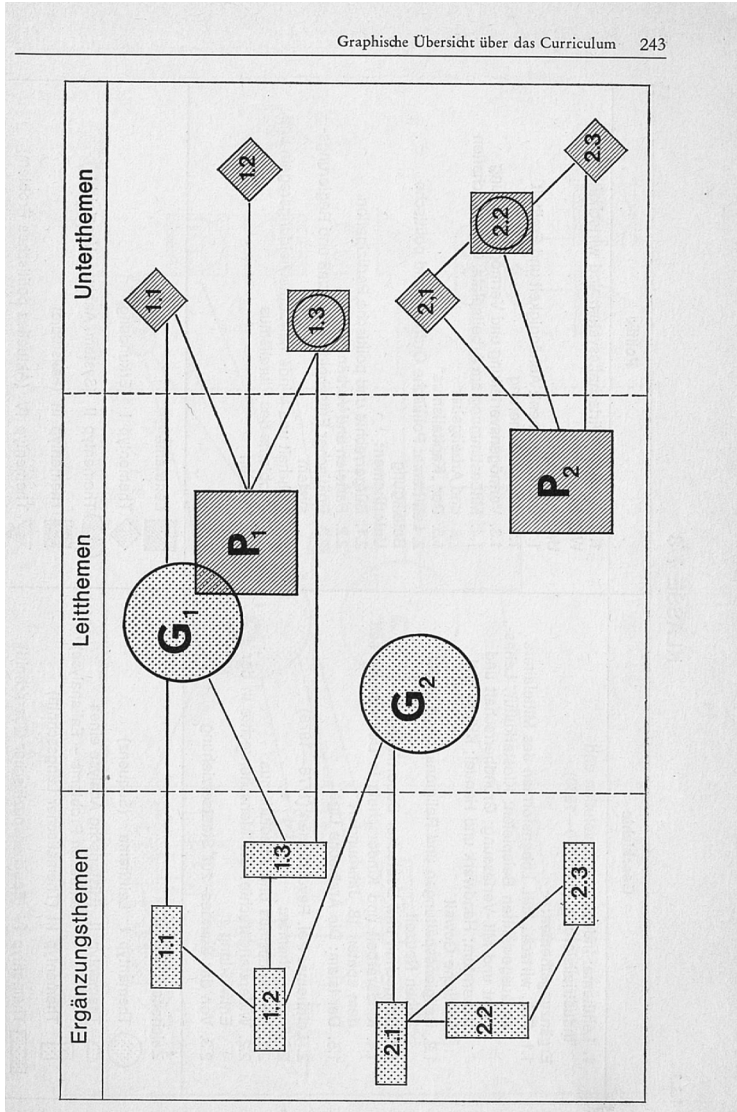 Graphische Übersicht über das Curriculum 243
Unterthemen
1.1
1.2
1.3
2,1
2.2
2.3
Leitthemen
G1
P1
G2
P2
Ergänzungsthemen
1.1
1.2
1.3
2.1
2.2
2.3